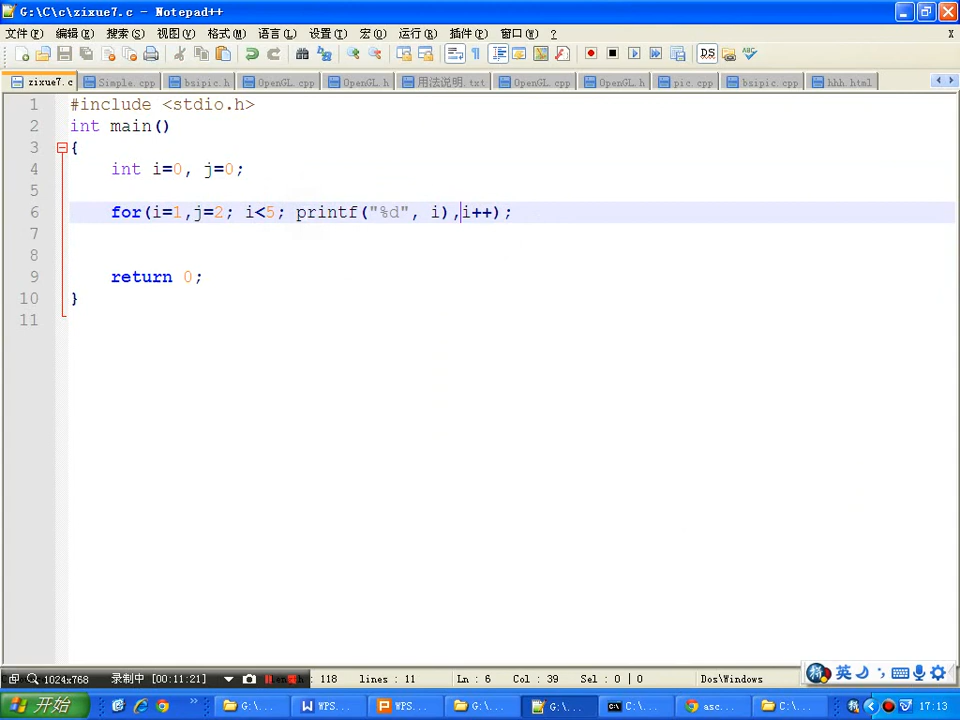 G:\C\c\zixue7.c - Notepad++
文件(F) 编辑(E) 搜索(S) 视图(V) 格式(M) 语言(L) 设置(T) 宏(O) 运行(R) 插件(P) 窗口(W) ? X
zixue7.c Simple.cpp bsipic.h OpenGL.cpp OpenGL.h 用法说明.txt OpenGL.cpp OpenGL.h pic.cpp bsipic.cpp hhh.html
1 #include <stdio.h>
2 int main()
3 {
4 int i=0, j=0;
5
6 for(i=1,j=2; i<5; printf("%d", i),i++);
7
8
9 return 0;
10 }
11
1024x768 录制中 [00:11:21] : 118 lines : 11 Ln : 6 Col : 39 Sel : 0 | 0 Dos\Windows 英
开始 G:\... WPS... WPS... G:\... G:\... C:\... asc... C:\... 17:13